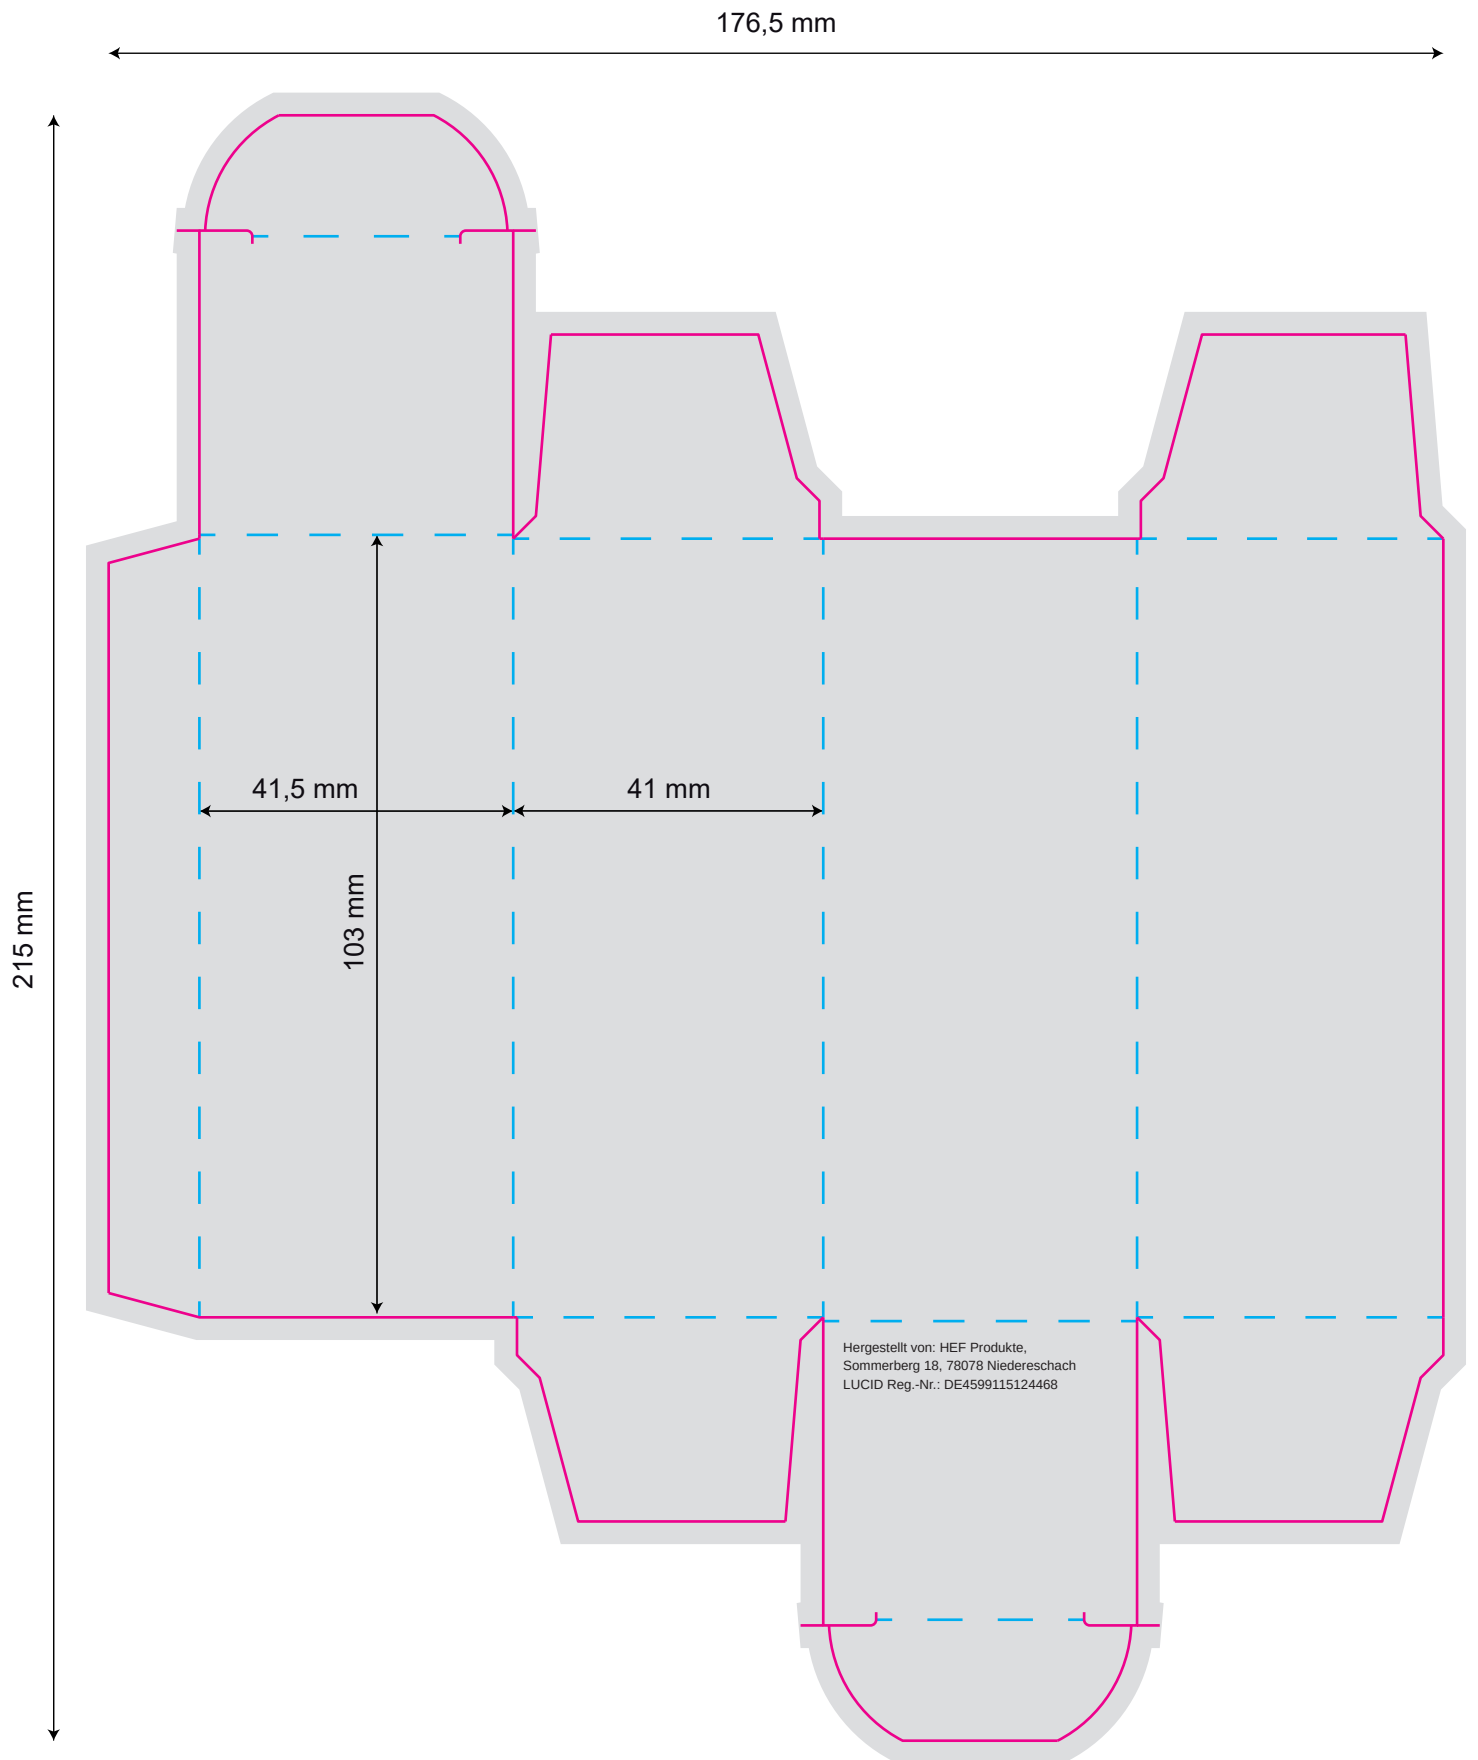 176,5 mm
41,5 mm
41 mm
103 mm
215 mm
Hergestellt von: HEF Produkte,
Sommerberg 18, 78078 Niedereschach
LUCID Reg.-Nr.: DE4599115124468